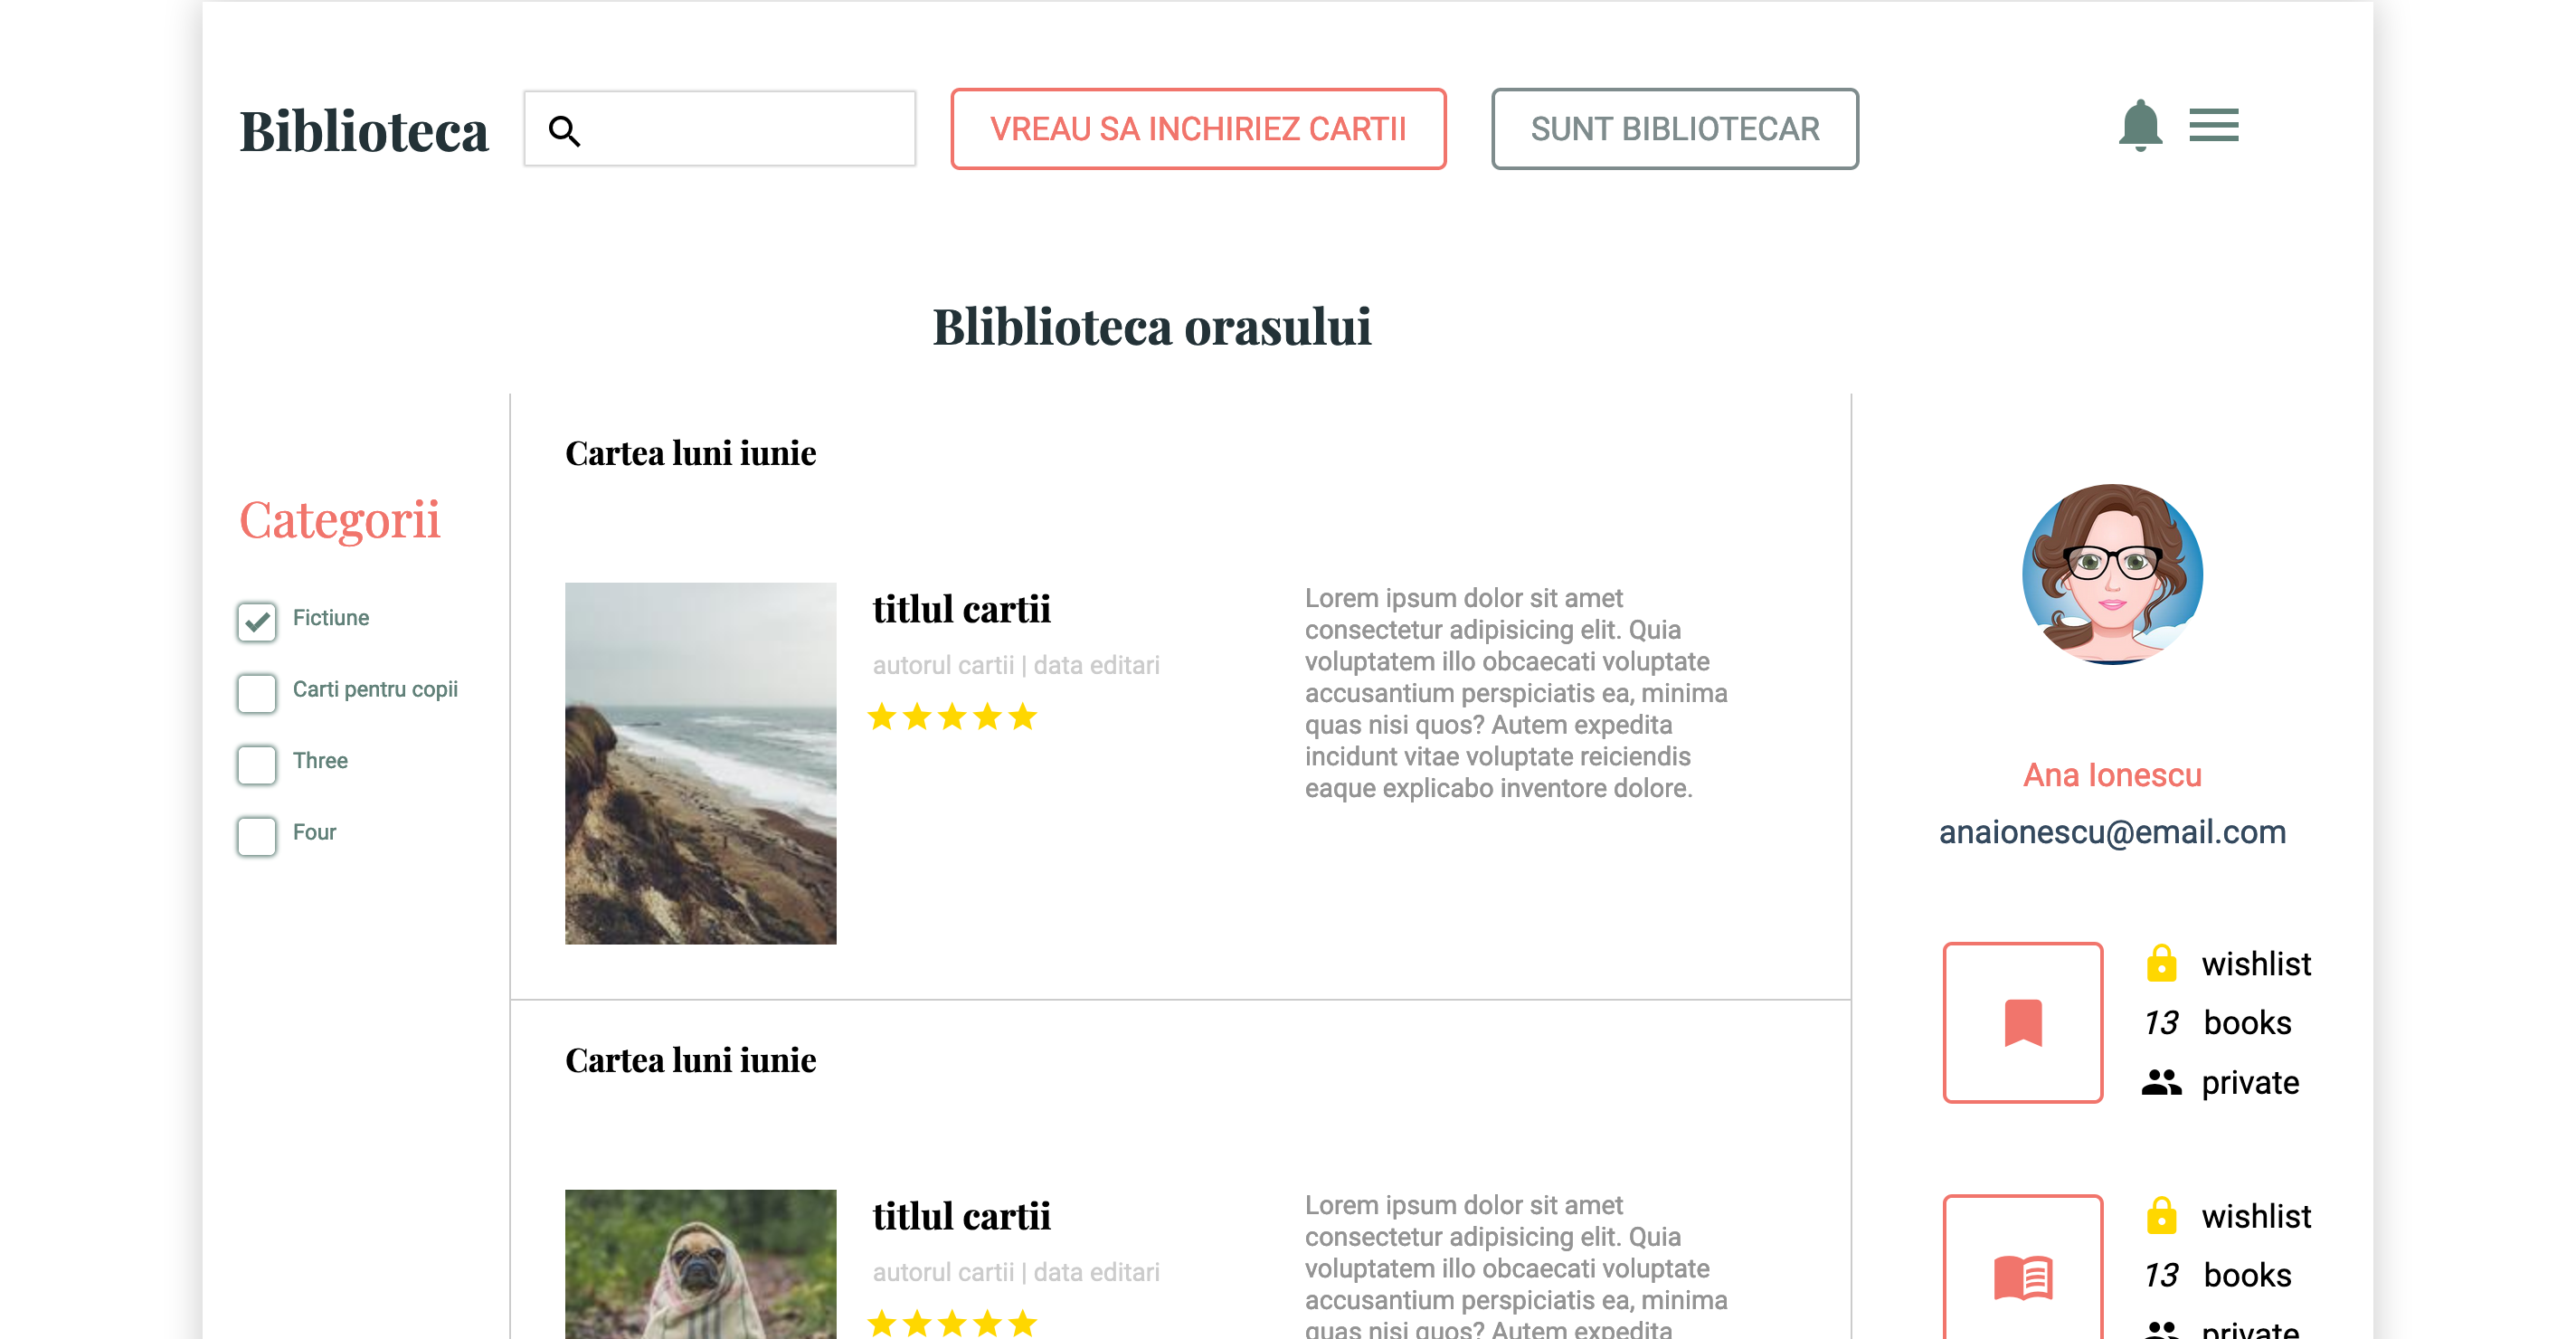 Biblioteca
VREAU SA INCHIRIEZ CARTII
SUNT BIBLIOTECAR
Bliblioteca orasului
Categorii
Fictiune
Carti pentru copii
Three
Four
Cartea luni iunie
titlul cartii
autorul cartii | data editari
Lorem ipsum dolor sit amet
consectetur adipisicing elit. Quia
voluptatem illo obcaecati voluptate
accusantium perspiciatis ea, minima
quas nisi quos? Autem expedita
incidunt vitae voluptate reiciendis
eaque explicabo inventore dolore.
Cartea luni iunie
titlul cartii
autorul cartii | data editari
Lorem ipsum dolor sit amet
consectetur adipisicing elit. Quia
voluptatem illo obcaecati voluptate
accusantium perspiciatis ea, minima
quas nisi quos? Autem expedita
Ana Ionescu
anaionescu@email.com
wishlist
13 books
private
wishlist
13 books
private